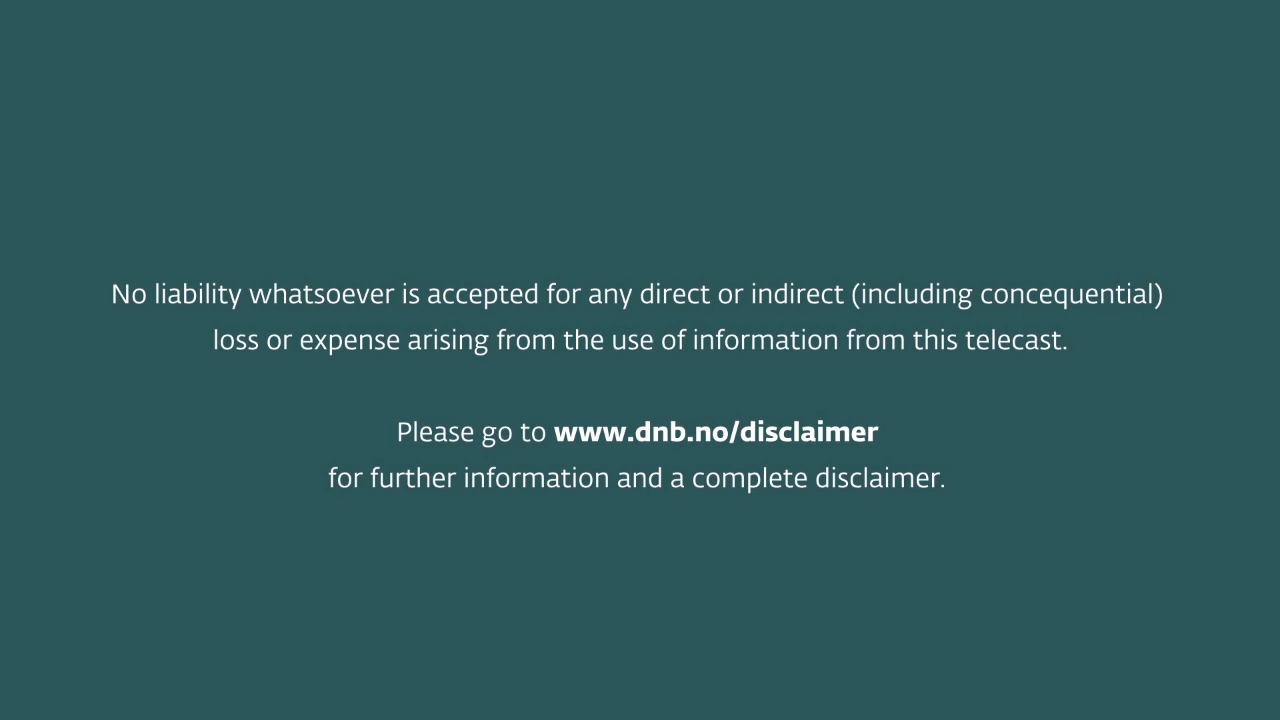 No liability whatsoever is accepted for any direct or indirect (including concequential)
loss or expense arising from the use of information from this telecast.
Please go to www.dnb.no/disclaimer
for further information and a complete disclaimer.